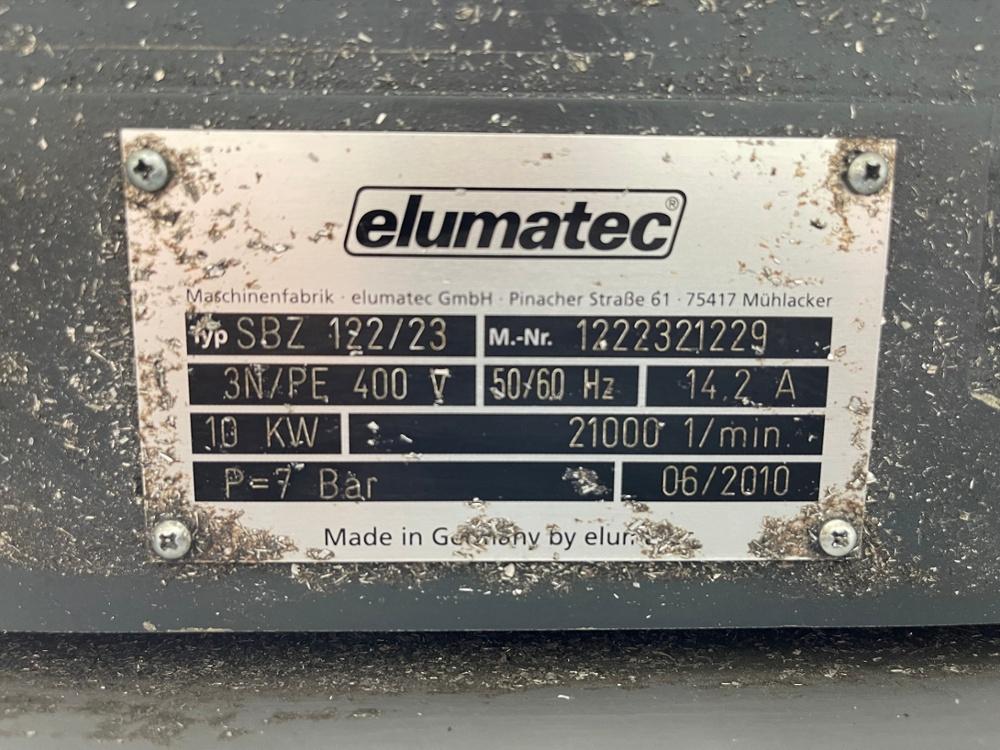 elumatec®
Maschinenfabrik · elumatec GmbH · Pinacher Straße 61 · 75417 Mühlacker
Typ SBZ 122/23 M.-Nr. 1222321229
3N/PE 400 V 50/60 Hz 14.2 A
10 KW 21000 1/min.
P=7 Bar 06/2010
Made in Germany by